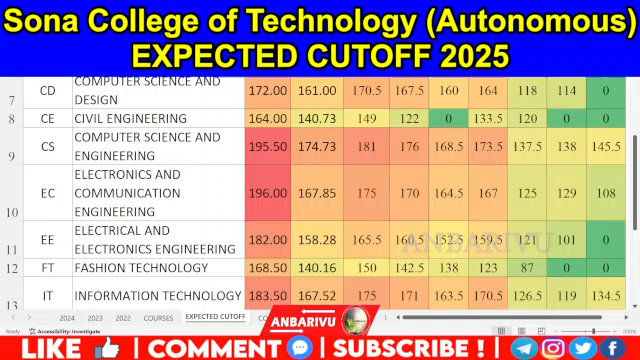 Sona College of Technology (Autonomous)
EXPECTED CUTOFF 2025
7 CD COMPUTER SCIENCE AND DESIGN 172.00 161.00 170.5 167.5 160 164 118 114 0
8 CE CIVIL ENGINEERING 164.00 140.73 149 122 0 133.5 120 0 0
9 CS COMPUTER SCIENCE AND ENGINEERING 195.50 174.73 181 176 168.5 173.5 137.5 138 145.5
10 EC ELECTRONICS AND COMMUNICATION ENGINEERING 196.00 167.85 175 170 164.5 167 125 129 108
11 EE ELECTRICAL AND ELECTRONICS ENGINEERING 182.00 158.28 165.5 160.5 152.5 159.5 121 101 0
ANBARIVU
12 FT FASHION TECHNOLOGY 168.50 140.16 150 142.5 138 123 87 0 0
13 IT INFORMATION TECHNOLOGY 183.50 167.52 175 171 163.5 170.5 126.5 119 134.5
2024 2023 2022 COURSES EXPECTED CUTOFF
Ready Accessibility: Investigate 200%
ANBARIVU
LIKE | COMMENT | SUBSCRIBE !